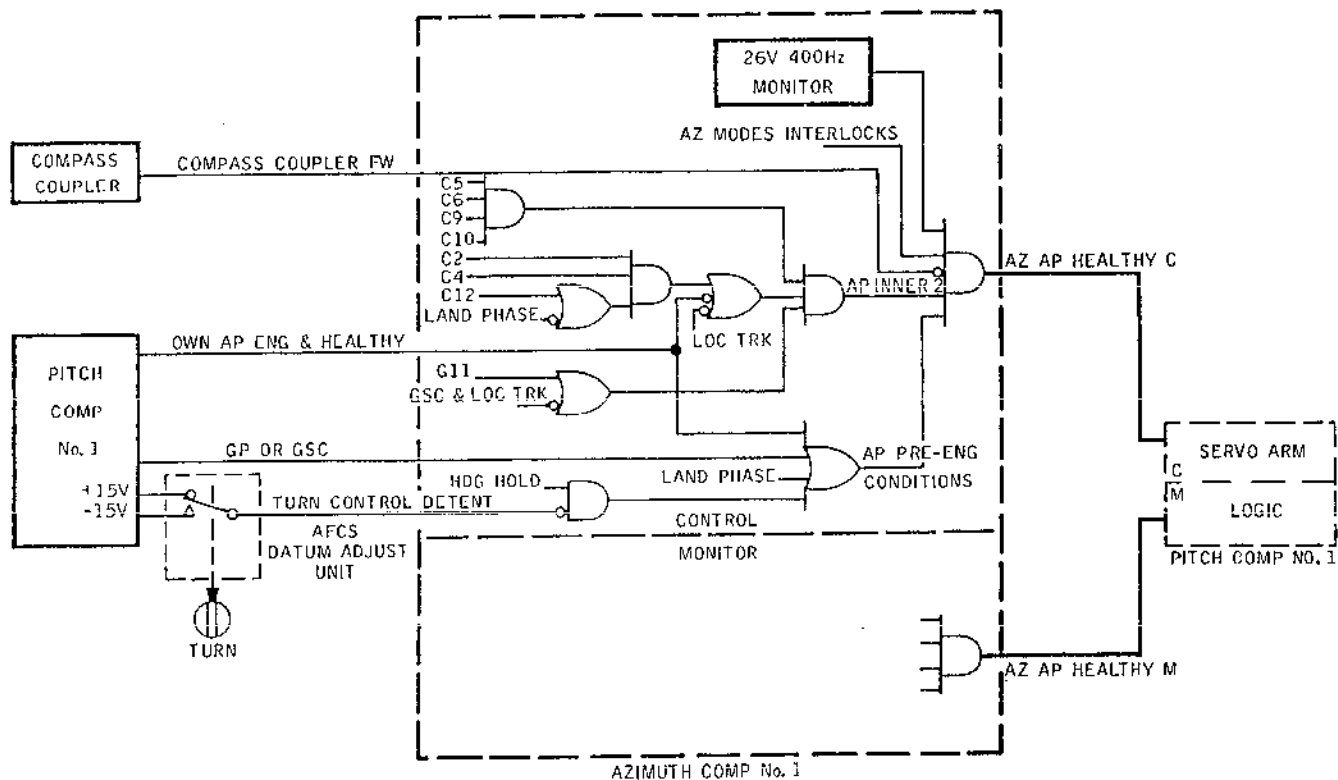 26V 400Hz
MONITOR
AZ MODES INTERLOCKS
COMPASS
COUPLER
COMPASS COUPLER FW
C5
C6
C9
C10
C2
C4
C12
LAND PHASE
AZ AP HEALTHY C
AP INNER 2
LOC TRK
OWN AP ENG & HEALTHY
PITCH
COMP
No.1
G11
GSC & LOC TRK
GP OR GSC
AP PRE-ENG
CONDITIONS
LAND PHASE
HDG HOLD
+15V
-15V
TURN CONTROL DETENT
AFCS
DATUM ADJUST
UNIT
CONTROL
MONITOR
SERVO ARM
C
M
LOGIC
PITCH COMP NO.1
TURN
AZ AP HEALTHY M
AZIMUTH COMP No.1